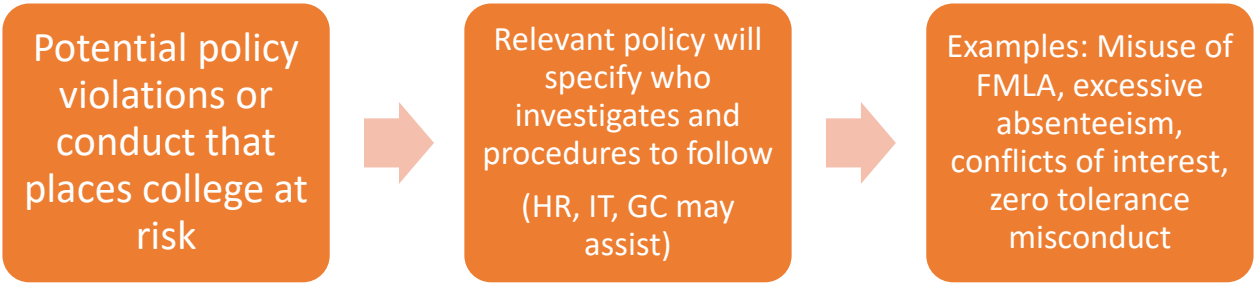 Potential policy
violations or
conduct that
places college at
risk
Relevant policy will
specify who
investigates and
procedures to follow
(HR, IT, GC may
assist)
Examples: Misuse of
FMLA, excessive
absenteeism,
conflicts of interest,
zero tolerance
misconduct